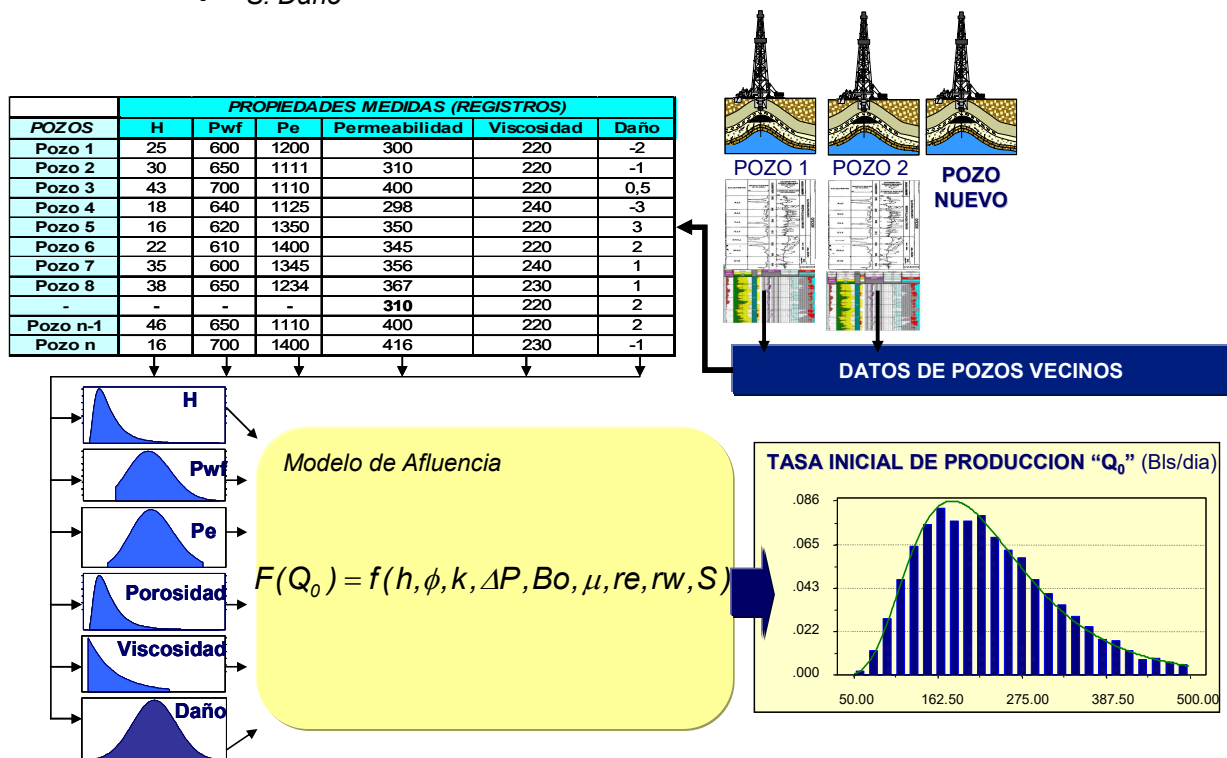 S: Daño
PROPIEDADES MEDIDAS (REGISTROS)
POZOS H Pwf Pe Permeabilidad Viscosidad Daño
Pozo 1 25 600 1200 300 220 -2
Pozo 2 30 650 1111 310 220 -1
Pozo 3 43 700 1110 400 220 0,5
Pozo 4 18 640 1125 298 240 -3
Pozo 5 16 620 1350 350 220 3
Pozo 6 22 610 1400 345 220 2
Pozo 7 35 600 1345 356 240 1
Pozo 8 38 650 1234 367 230 1
- - - - 310 220 2
Pozo n-1 46 650 1110 400 220 2
Pozo n 16 700 1400 416 230 -1
POZO 1
POZO 2
POZO
NUEVO
DATOS DE POZOS VECINOS
H
Pwf
Pe
Porosidad
Viscosidad
Daño
Modelo de Afluencia
F(Q₀) = f(h,ϕ,k,ΔP,Bo,μ,re,rw,S)
TASA INICIAL DE PRODUCCION “Q₀” (Bls/dia)
.086
.065
.043
.022
.000
50.00 162.50 275.00 387.50 500.00